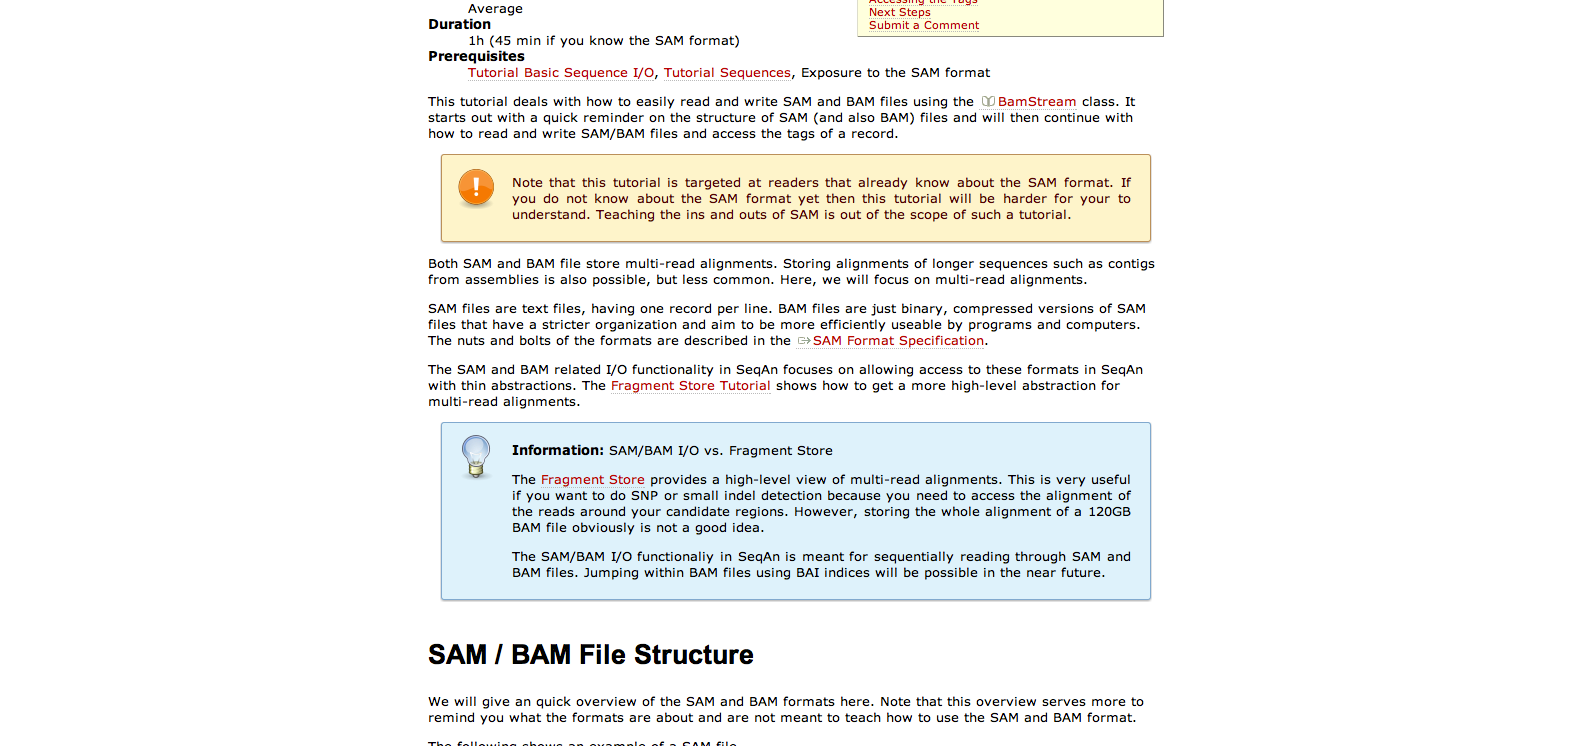 Average
Accessing the Tags
Next Steps
Submit a Comment
Duration
1h (45 min if you know the SAM format)
Prerequisites
Tutorial Basic Sequence I/O, Tutorial Sequences, Exposure to the SAM format
This tutorial deals with how to easily read and write SAM and BAM files using the BamStream class. It
starts out with a quick reminder on the structure of SAM (and also BAM) files and will then continue with
how to read and write SAM/BAM files and access the tags of a record.
Note that this tutorial is targeted at readers that already know about the SAM format. If
you do not know about the SAM format yet then this tutorial will be harder for your to
understand. Teaching the ins and outs of SAM is out of the scope of such a tutorial.
Both SAM and BAM file store multi-read alignments. Storing alignments of longer sequences such as contigs
from assemblies is also possible, but less common. Here, we will focus on multi-read alignments.
SAM files are text files, having one record per line. BAM files are just binary, compressed versions of SAM
files that have a stricter organization and aim to be more efficiently useable by programs and computers.
The nuts and bolts of the formats are described in the SAM Format Specification.
The SAM and BAM related I/O functionality in SeqAn focuses on allowing access to these formats in SeqAn
with thin abstractions. The Fragment Store Tutorial shows how to get a more high-level abstraction for
multi-read alignments.
Information: SAM/BAM I/O vs. Fragment Store
The Fragment Store provides a high-level view of multi-read alignments. This is very useful
if you want to do SNP or small indel detection because you need to access the alignment of
the reads around your candidate regions. However, storing the whole alignment of a 120GB
BAM file obviously is not a good idea.
The SAM/BAM I/O functionaliy in SeqAn is meant for sequentially reading through SAM and
BAM files. Jumping within BAM files using BAI indices will be possible in the near future.
SAM / BAM File Structure
We will give an quick overview of the SAM and BAM formats here. Note that this overview serves more to
remind you what the formats are about and are not meant to teach how to use the SAM and BAM format.
The following shows an example of a SAM file.